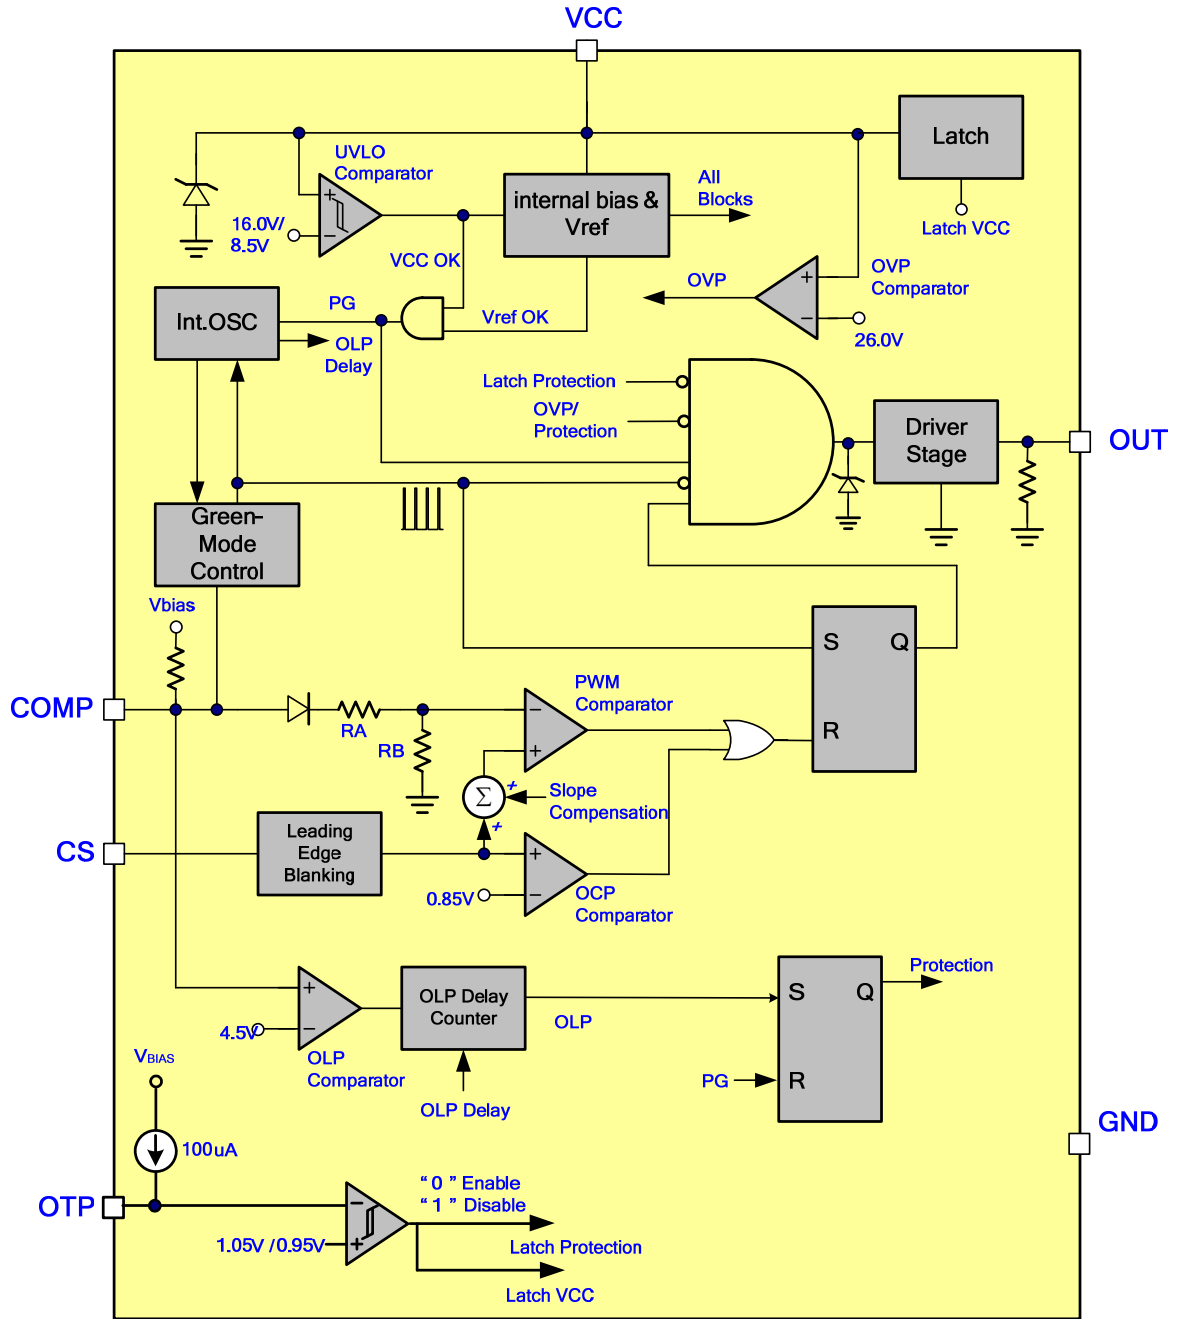 VCC
Latch
UVLO
Comparator
All
Blocks
internal bias &
Vref
+
16.0V/
8.5V
−
Latch VCC
VCC OK
OVP
Comparator
OVP
+
PG
Vref OK
−
Int.OSC
26.0V
OLP
Delay
Latch Protection
OVP/
Protection
Driver
Stage
OUT
Green-
Mode
Control
Vbias
S
Q
PWM
Comparator
COMP
−
RA
R
RB
+
+
Σ
Slope
Compensation
+
Leading
Edge
Blanking
CS
+
0.85V
−
OCP
Comparator
Protection
+
OLP Delay
Counter
S
Q
4.5V
−
OLP
OLP
Comparator
VBIAS
PG
R
OLP Delay
GND
100uA
“ 0 ” Enable
“ 1 ” Disable
OTP
−
1.05V /0.95V
+
Latch Protection
Latch VCC